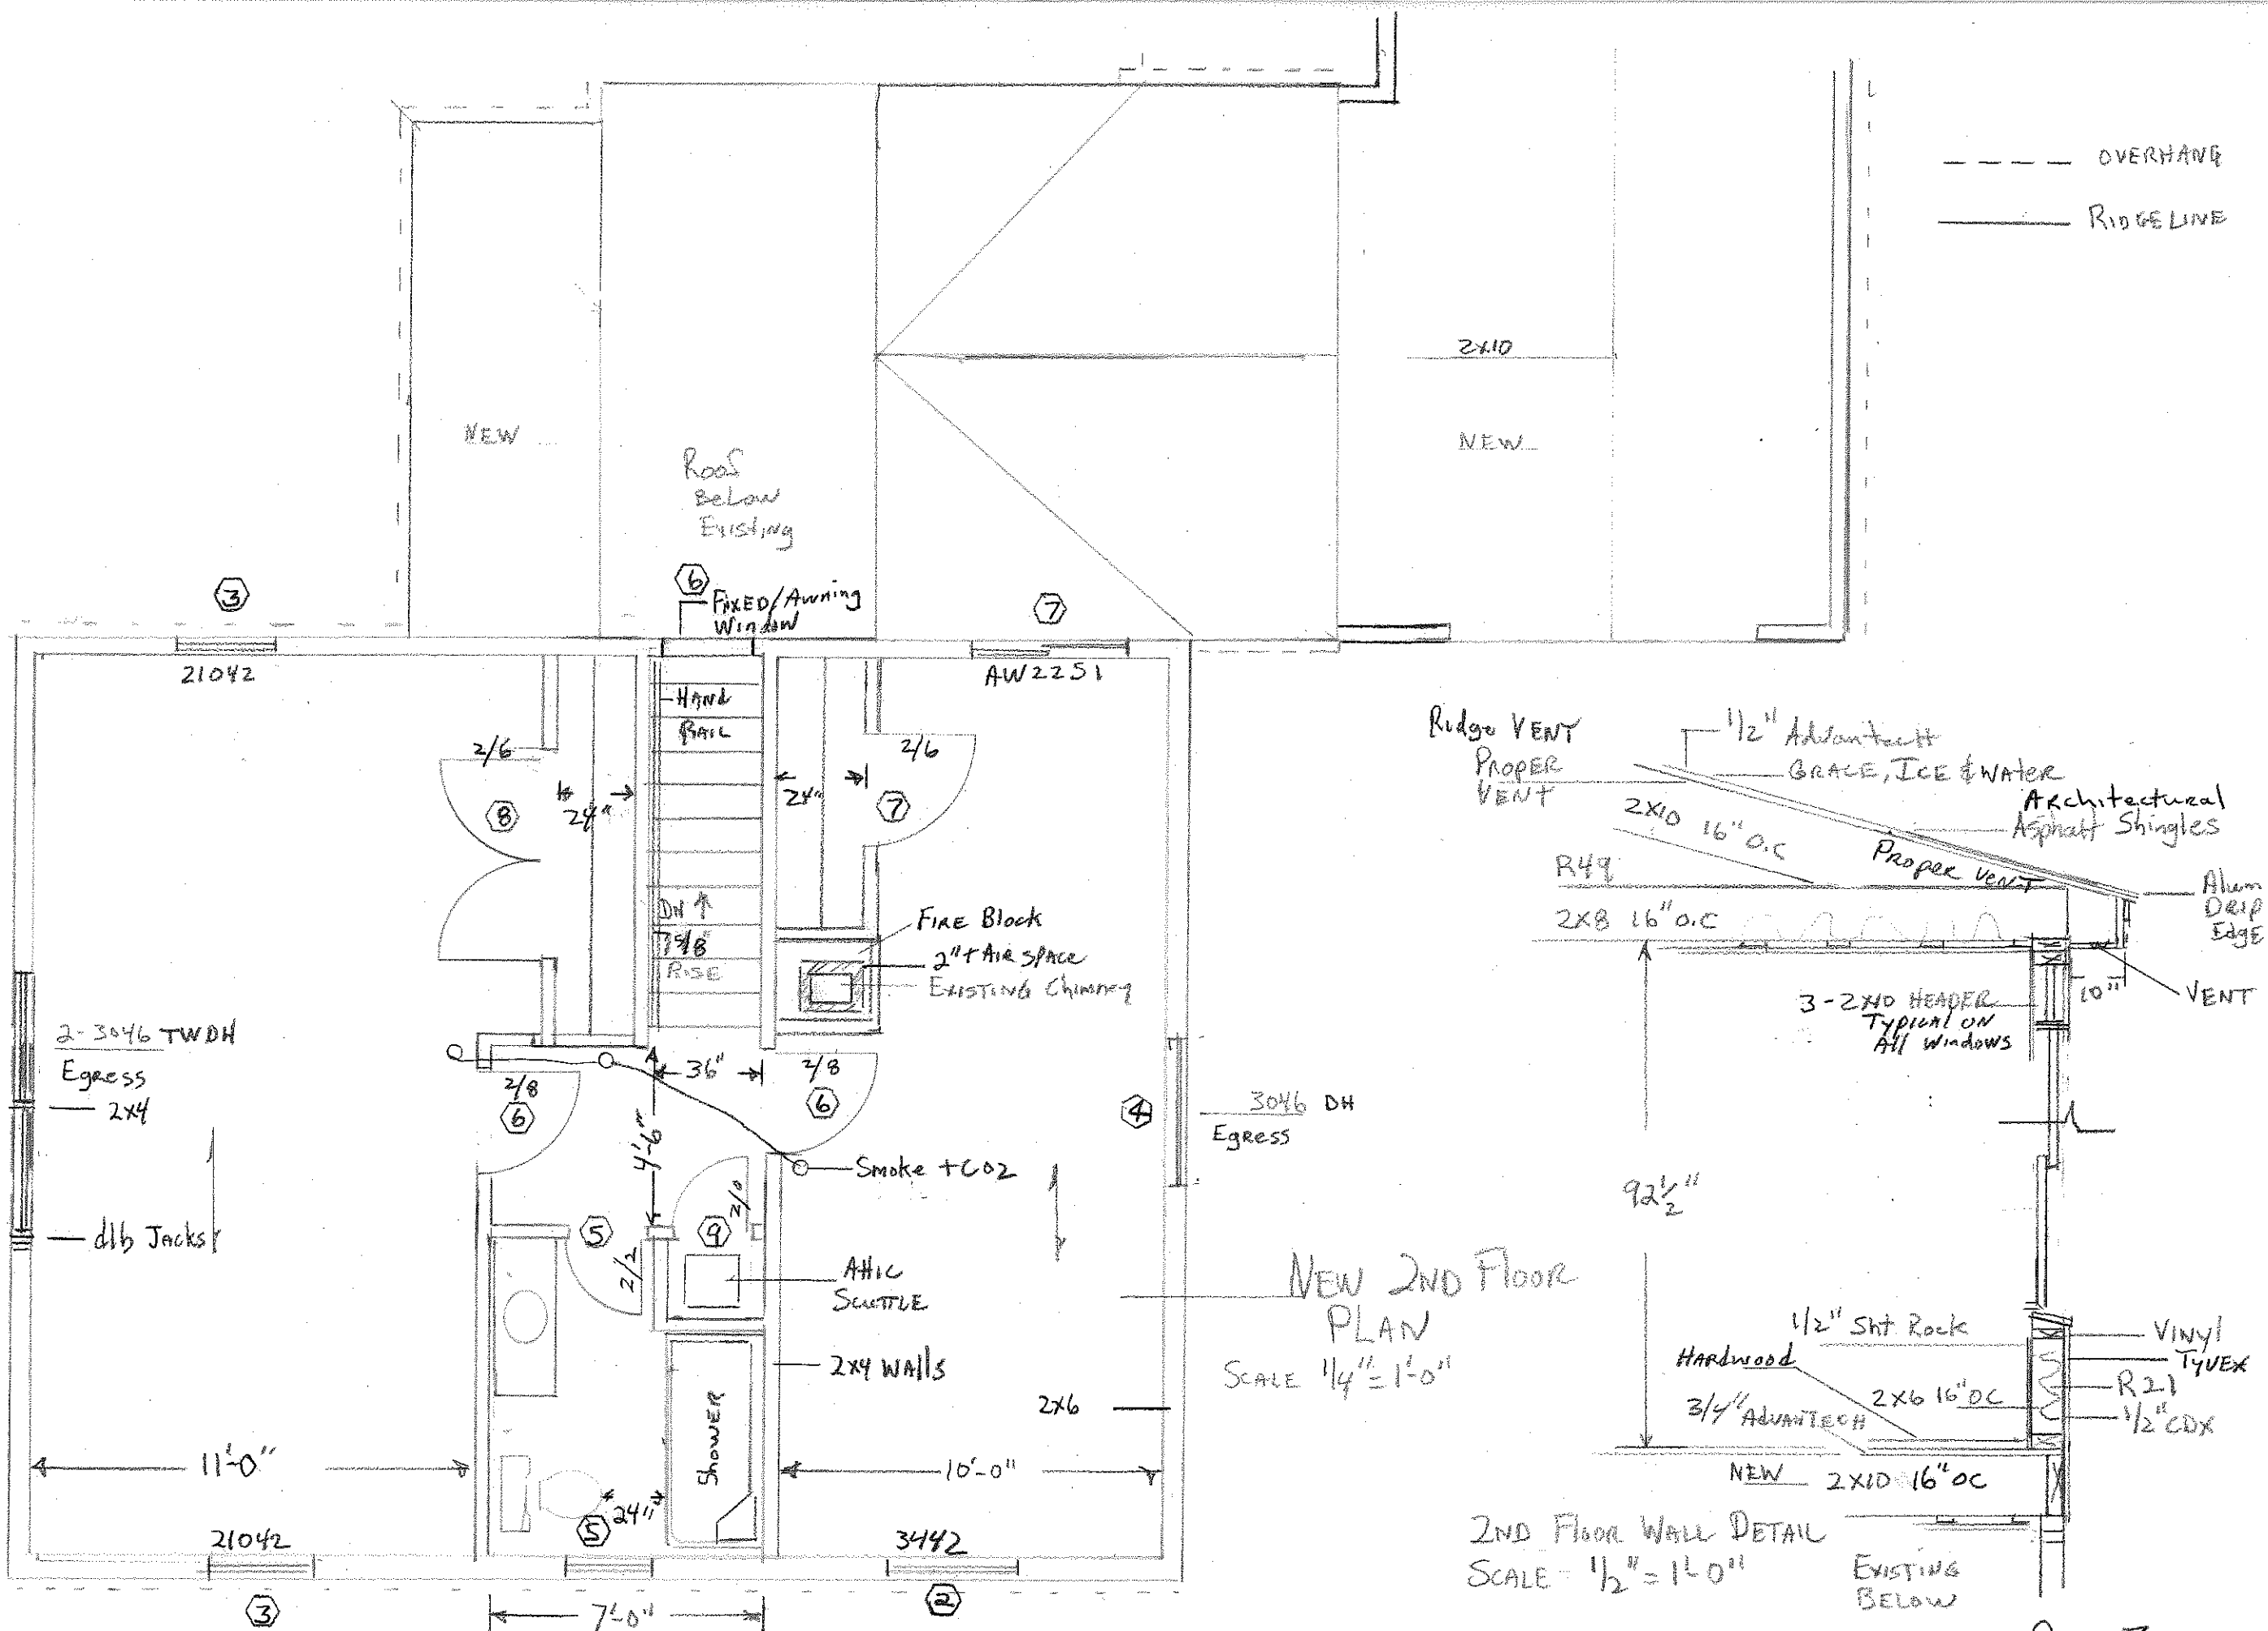 OVERHANG
RIDGELINE
2X10
NEW
NEW
Roof
Below
Existing
3
6
FIXED/Awning
Window
7
21042
AW2251
HAND
RAIL
2/6
24"
8
24"
2/6
7
DN
7 5/8"
RISE
FIRE Block
2"+ AIR SPACE
EXISTING Chimney
2-3046 TWDH
Egress
2x4
dlb Jacks
2/8
6
36"
2/8
6
4'-6"
Smoke + CO2
4
3046 DH
Egress
5
2/2
9
2/0
Attic
Scuttle
2x4 WALLS
2x6
SHOWER
11'-0"
10'-0"
24"
5
21042
3442
3
7'-0"
2
NEW 2ND FLOOR
PLAN
SCALE 1/4" = 1'-0"
Ridge VENT
PROPER
VENT
1/2" Advantech
GRACE, ICE & WATER
ARchitectural
Asphalt Shingles
2X10 16" O.C
PROPER VENT
R49
2X8 16" O.C
Alum
DRIP
Edge
VENT
10"
3-2X10 HEADER
TYPICAL ON
All Windows
92 1/2"
1/2" Sht Rock
HARDWOOD
3/4" ADVANTECH
2X6 16" OC
VINYL
TYVEX
R21
1/2" CDX
NEW 2X10 16" OC
2ND FLOOR WALL DETAIL
SCALE 1/2" = 1'-0"
EXISTING
BELOW